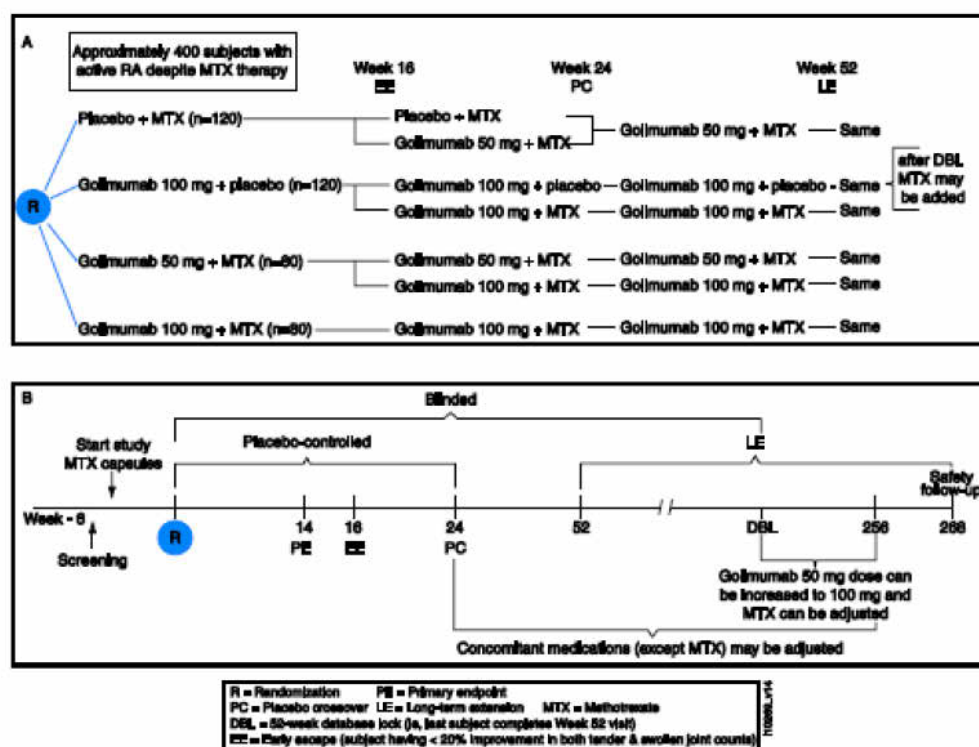 A
Approximately 400 subjects with
active RA despite MTX therapy
Week 16
EE
Week 24
PC
Week 52
LE
Placebo + MTX (n=120)
Placebo + MTX
Golimumab 50 mg + MTX
Golimumab 50 mg + MTX
Same
Golimumab 100 mg + placebo (n=120)
Golimumab 100 mg + placebo
Golimumab 100 mg + placebo
Same
Golimumab 100 mg + MTX
Golimumab 100 mg + MTX
Same
after DBL
MTX may
be added
R
Golimumab 50 mg + MTX (n=80)
Golimumab 50 mg + MTX
Golimumab 50 mg + MTX
Same
Golimumab 100 mg + MTX
Golimumab 100 mg + MTX
Same
Golimumab 100 mg + MTX (n=80)
Golimumab 100 mg + MTX
Golimumab 100 mg + MTX
Same
B
Blinded
Start study
MTX capsules
Placebo-controlled
LE
Safety
follow-up
Week - 6
R
14
16
24
52
DBL
256
268
PE
EE
PC
Screening
Golimumab 50 mg dose can
be increased to 100 mg and
MTX can be adjusted
Concomitant medications (except MTX) may be adjusted
R = Randomization PE = Primary endpoint
PC = Placebo crossover LE = Long-term extension MTX = Methotrexate
DBL = 52-week database lock (ie, last subject completes Week 52 visit)
EE = Early escape (subject having < 20% improvement in both tender & swollen joint counts)